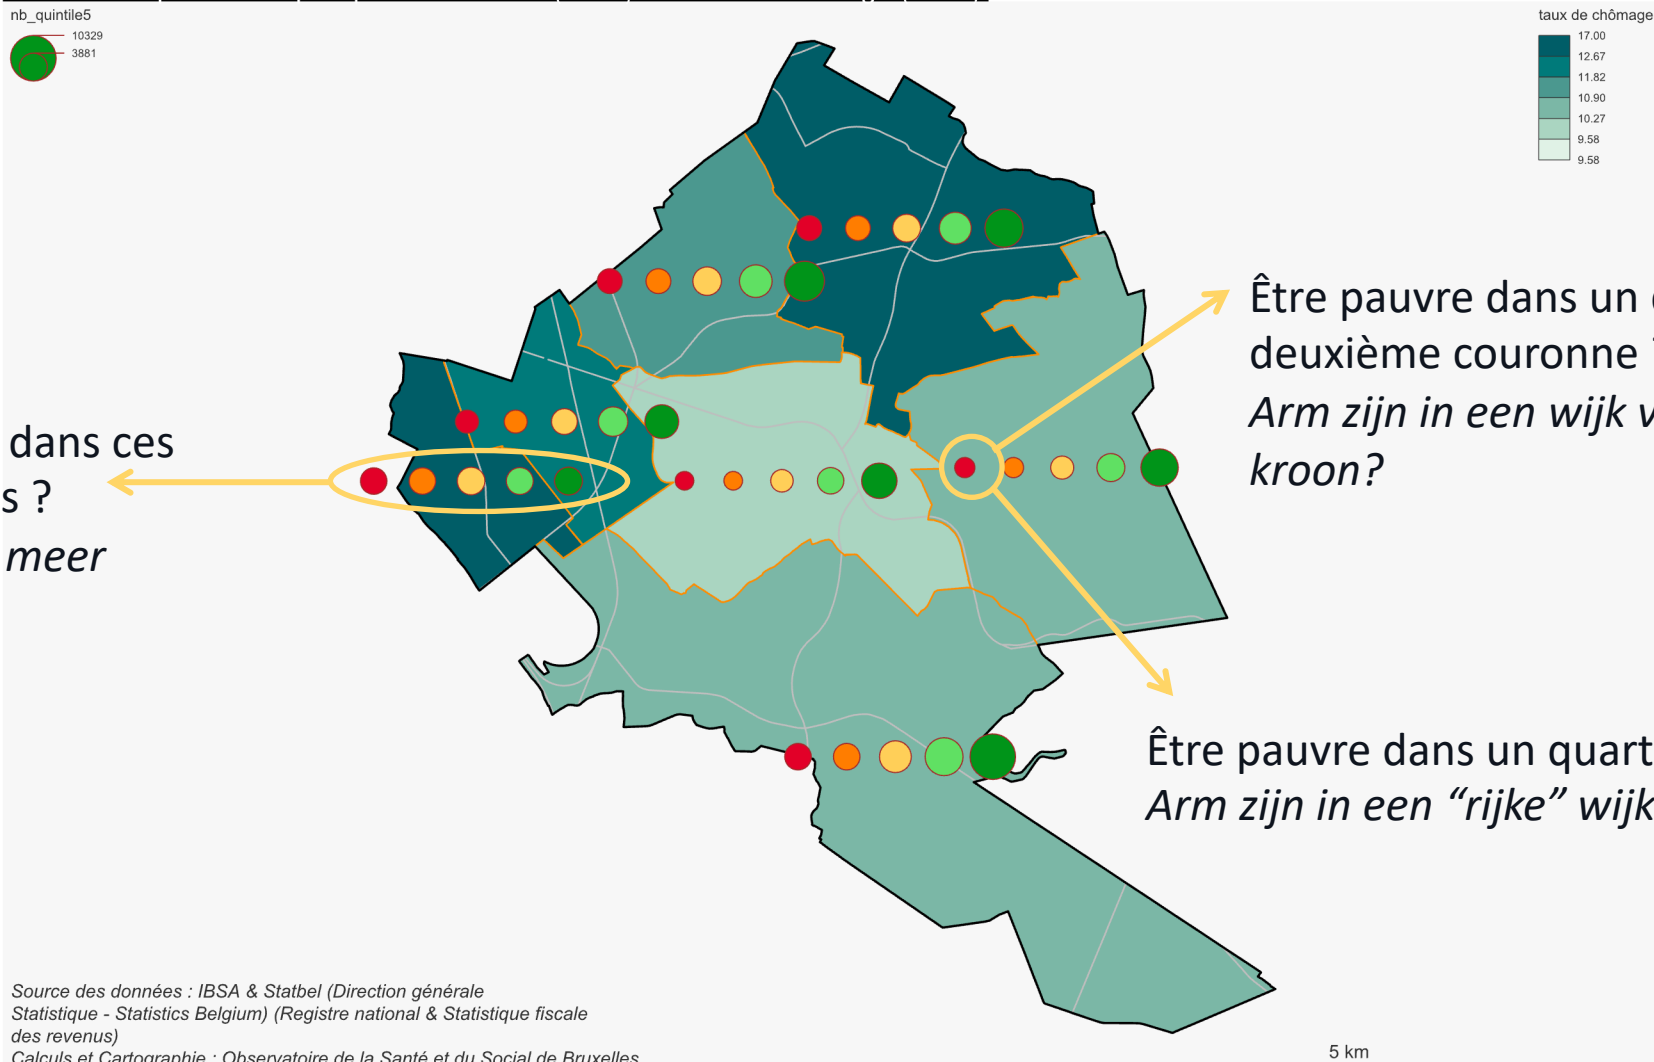 nb_quintile5
10329
3881
taux de chômage
17.00
12.67
11.82
10.90
10.27
9.58
9.58
Être pauvre dans un
deuxième couronne
Arm zijn in een wijk v
kroon?
dans ces
s ?
meer
Être pauvre dans un quart
Arm zijn in een “rijke” wijk
Source des données : IBSA & Statbel (Direction générale
Statistique - Statistics Belgium) (Registre national & Statistique fiscale
des revenus)
Calculs et Cartographie : Observatoire de la Santé et du Social de Bruxelles
5 km